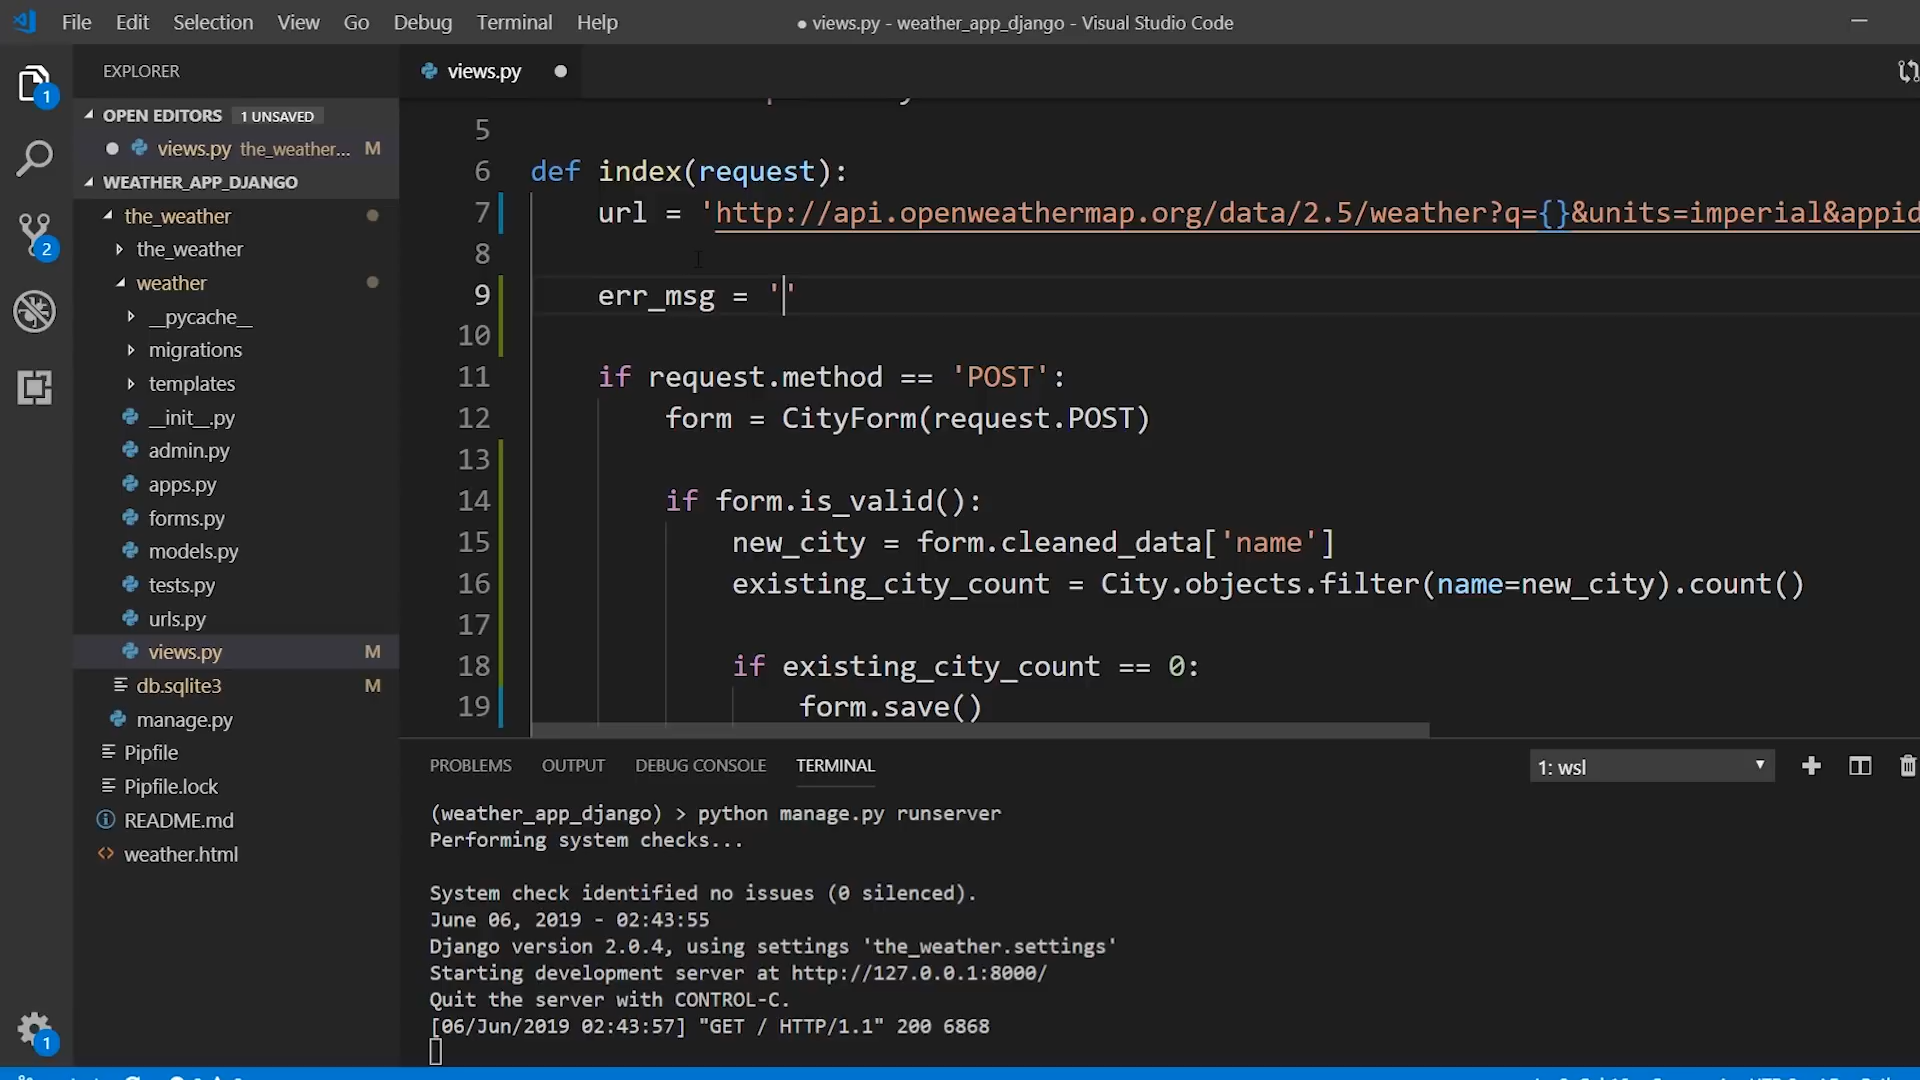 File Edit Selection View Go Debug Terminal Help
● views.py - weather_app_django - Visual Studio Code
EXPLORER
1
OPEN EDITORS 1 UNSAVED
views.py the_weather... M
WEATHER_APP_DJANGO
the_weather
the_weather
2
weather
__pycache__
migrations
templates
__init__.py
admin.py
apps.py
forms.py
models.py
tests.py
urls.py
views.py M
db.sqlite3 M
manage.py
Pipfile
Pipfile.lock
README.md
weather.html
1
views.py
5
6 def index(request):
7 url = 'http://api.openweathermap.org/data/2.5/weather?q={}&units=imperial&appid
8
9 err_msg = ''
10
11 if request.method == 'POST':
12 form = CityForm(request.POST)
13
14 if form.is_valid():
15 new_city = form.cleaned_data['name']
16 existing_city_count = City.objects.filter(name=new_city).count()
17
18 if existing_city_count == 0:
19 form.save()
PROBLEMS OUTPUT DEBUG CONSOLE TERMINAL
1: wsl
(weather_app_django) > python manage.py runserver
Performing system checks...
System check identified no issues (0 silenced).
June 06, 2019 - 02:43:55
Django version 2.0.4, using settings 'the_weather.settings'
Starting development server at http://127.0.0.1:8000/
Quit the server with CONTROL-C.
[06/Jun/2019 02:43:57] "GET / HTTP/1.1" 200 6868